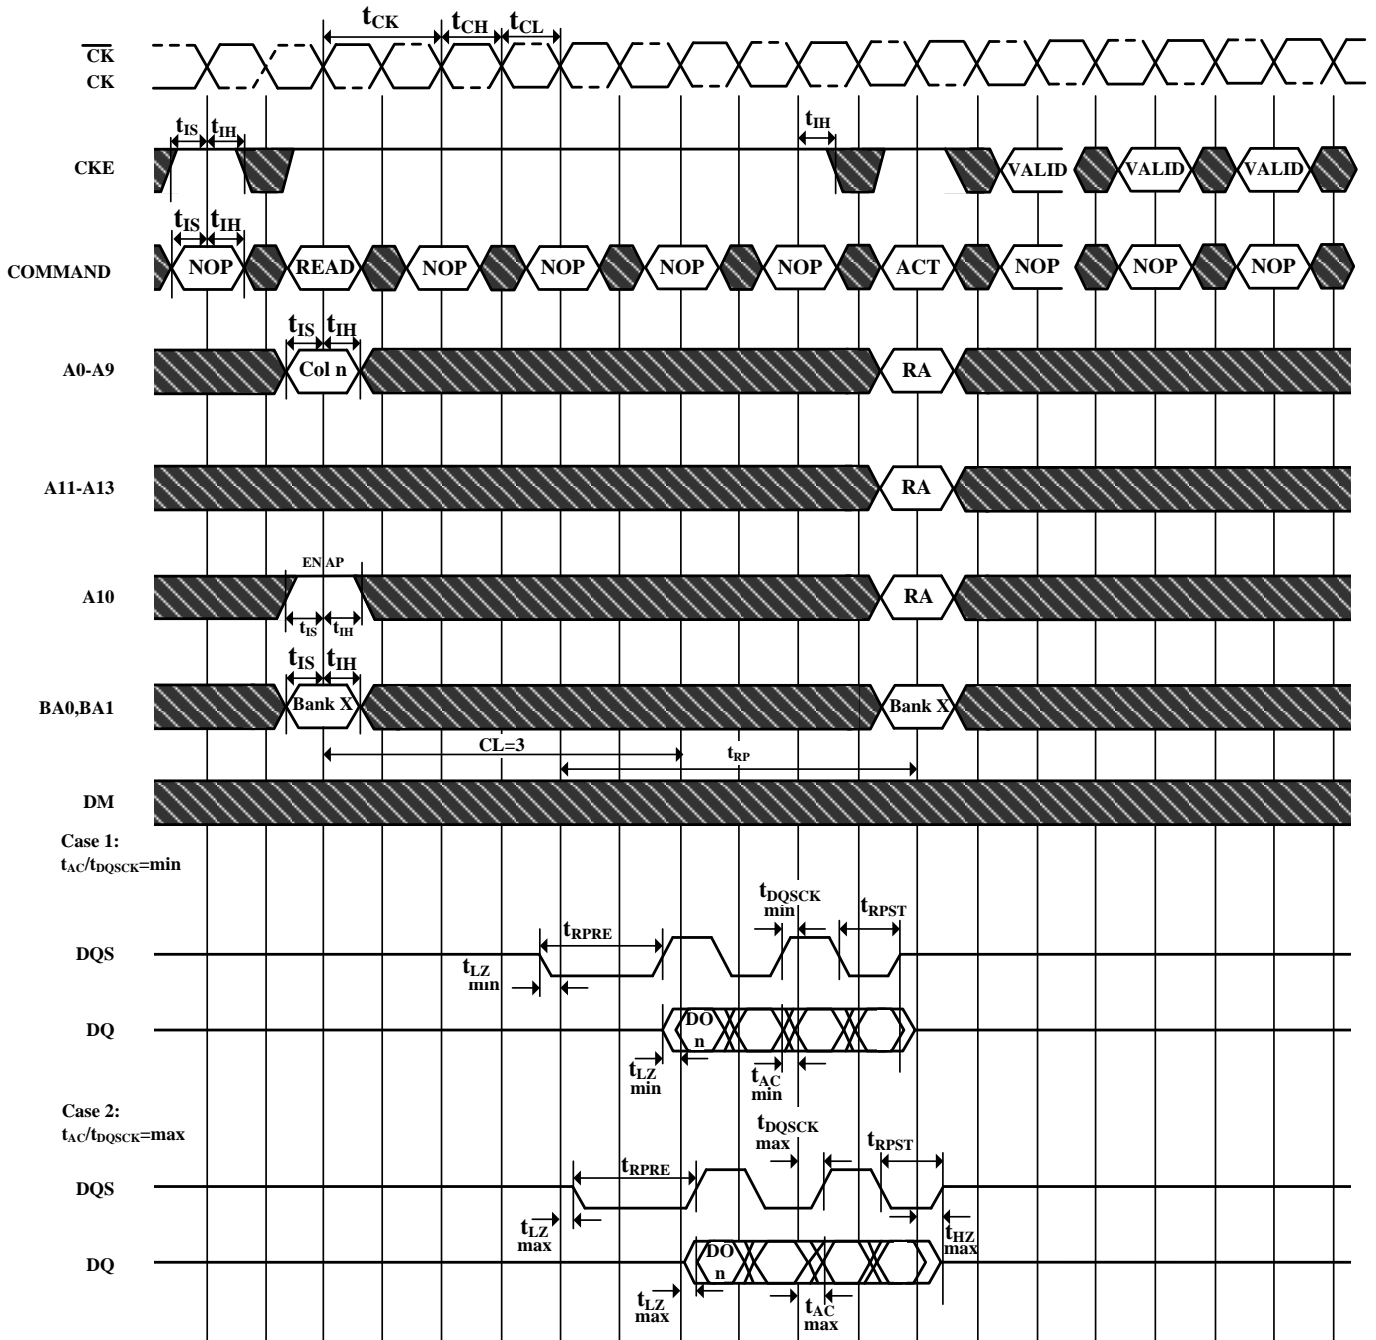 tCK tCH tCL
CK
CK
tIS tIH tIH
CKE VALID VALID VALID
tIS tIH
COMMAND NOP READ NOP NOP NOP NOP ACT NOP NOP NOP
tIS tIH
A0-A9 Col n RA
A11-A13 RA
EN AP
A10 RA
tIS tIH
tIS tIH
BA0,BA1 Bank X Bank X
CL=3 tRP
DM
Case 1:
tAC/tDQSCK=min
tDQSCK
min
tRPST
tRPRE
DQS
tLZ
min
DQ DO
n
tLZ
min
tAC
min
Case 2:
tAC/tDQSCK=max
tDQSCK
max
tRPST
tRPRE
DQS
tLZ
max
tHZ
max
DQ DO
n
tLZ
max
tAC
max